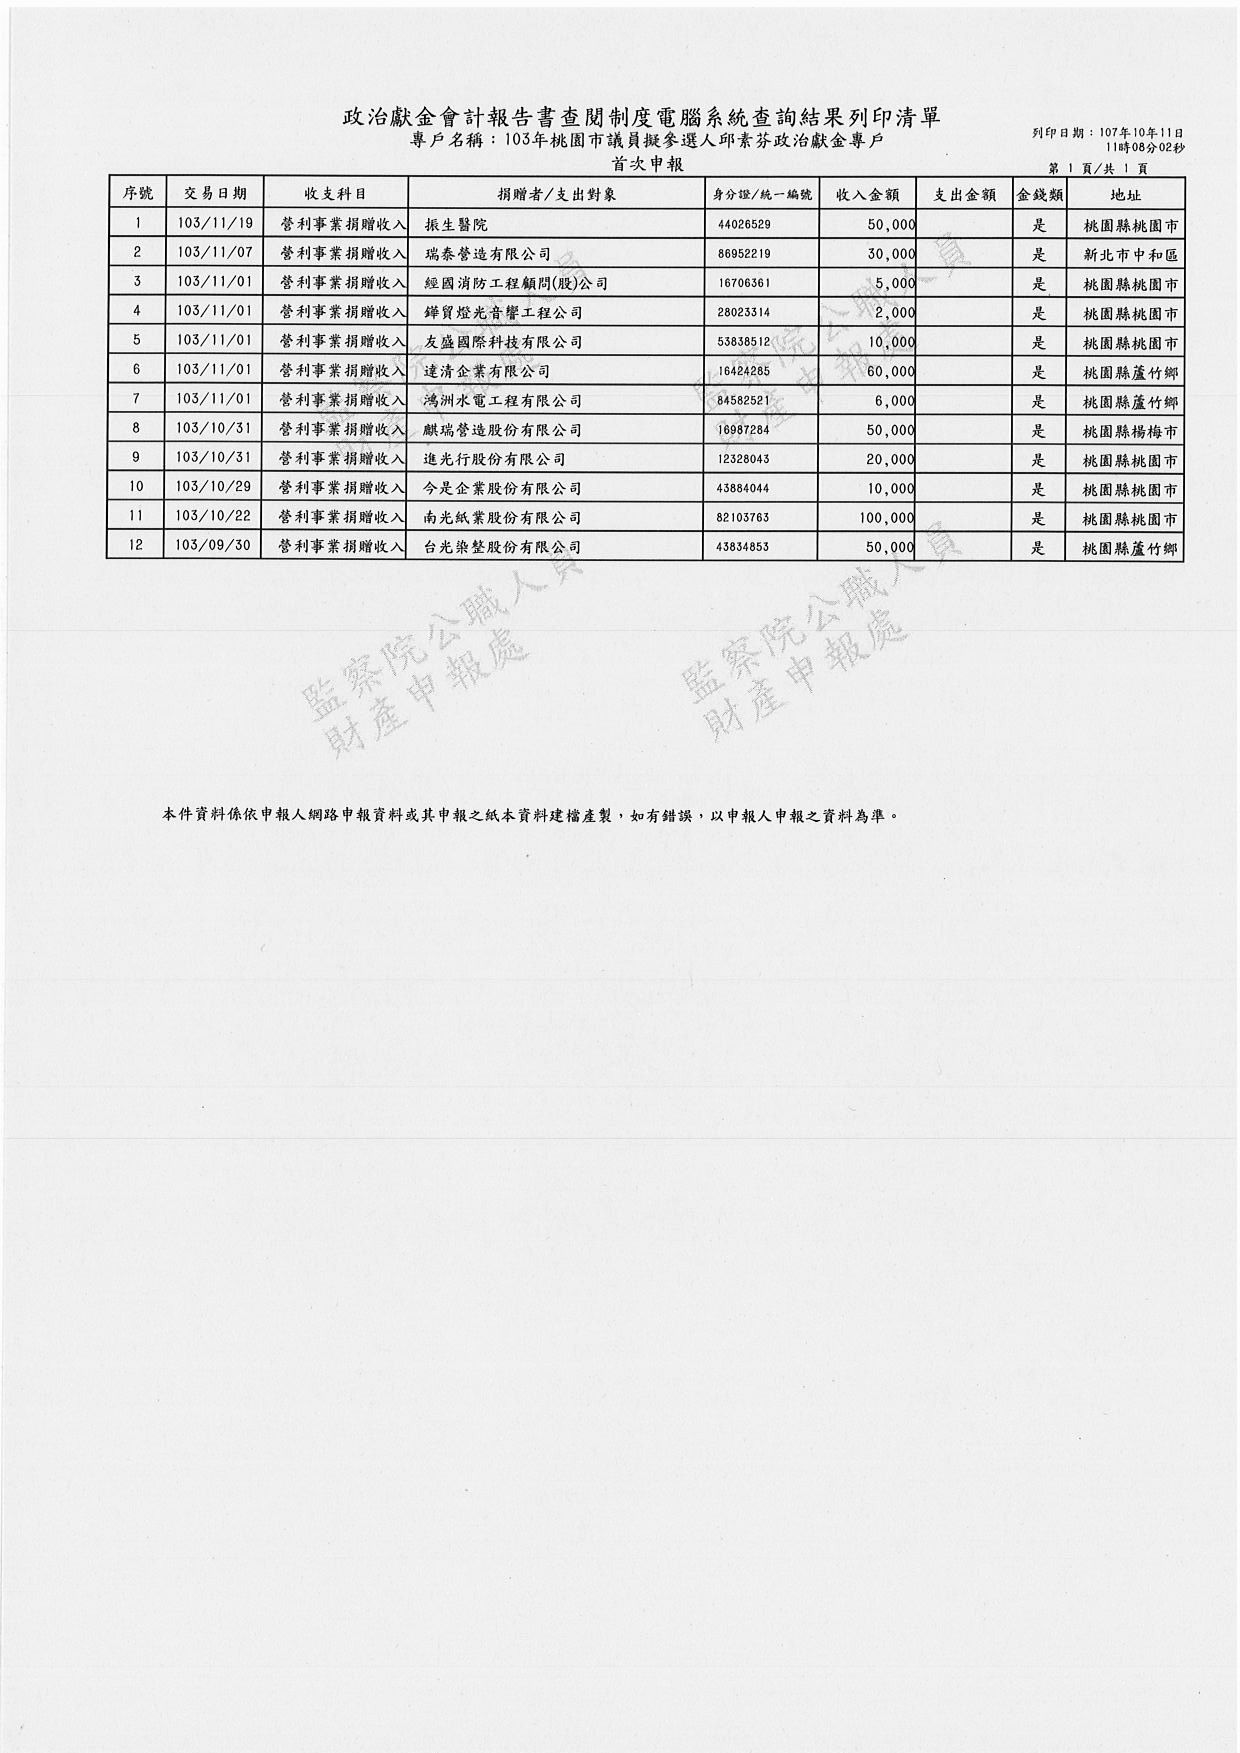 政治獻金會計報告書查閱制度電腦系統查詢結果列印清單
專戶名稱：103年桃園市議員擬參選人邱素芬政治獻金專戶
首次申報
列印日期：107年10年11日
11時08分02秒
第 1 頁/共 1 頁
序號 交易日期 收支科目 捐贈者/支出對象 身分證/統一編號 收入金額 支出金額 金錢類 地址
1 103/11/19 營利事業捐贈收入 振生醫院 44026529 50,000 是 桃園縣桃園市
2 103/11/07 營利事業捐贈收入 瑞泰營造有限公司 86952219 30,000 是 新北市中和區
3 103/11/01 營利事業捐贈收入 經國消防工程顧問(股)公司 16706361 5,000 是 桃園縣桃園市
4 103/11/01 營利事業捐贈收入 鏵貿燈光音響工程公司 28023314 2,000 是 桃園縣桃園市
5 103/11/01 營利事業捐贈收入 友盛國際科技有限公司 53838512 10,000 是 桃園縣桃園市
6 103/11/01 營利事業捐贈收入 達清企業有限公司 16424285 60,000 是 桃園縣蘆竹鄉
7 103/11/01 營利事業捐贈收入 鴻洲水電工程有限公司 84582521 6,000 是 桃園縣蘆竹鄉
8 103/10/31 營利事業捐贈收入 麒瑞營造股份有限公司 16987284 50,000 是 桃園縣楊梅市
9 103/10/31 營利事業捐贈收入 進光行股份有限公司 12328043 20,000 是 桃園縣桃園市
10 103/10/29 營利事業捐贈收入 今是企業股份有限公司 43884044 10,000 是 桃園縣桃園市
11 103/10/22 營利事業捐贈收入 南光紙業股份有限公司 82103763 100,000 是 桃園縣桃園市
12 103/09/30 營利事業捐贈收入 台光染整股份有限公司 43834853 50,000 是 桃園縣蘆竹鄉
監察院公職人員
財產申報處
監察院公職人員
財產申報處
監察院公職人員
財產申報處
監察院公職人員
財產申報處
本件資料係依申報人網路申報資料或其申報之紙本資料建檔產製，如有錯誤，以申報人申報之資料為準。